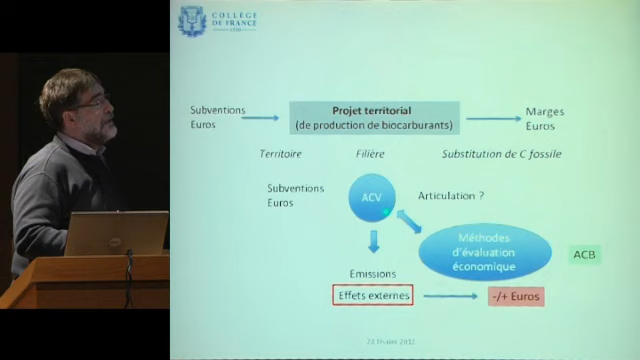 COLLÈGE
DE FRANCE
1530
Subventions
Euros
Projet territorial
(de production de biocarburants)
Marges
Euros
Territoire
Filière
Substitution de C fossile
Subventions
Euros
ACV
Articulation ?
Méthodes
d'évaluation
économique
ACB
Emissions
Effets externes
-/+ Euros